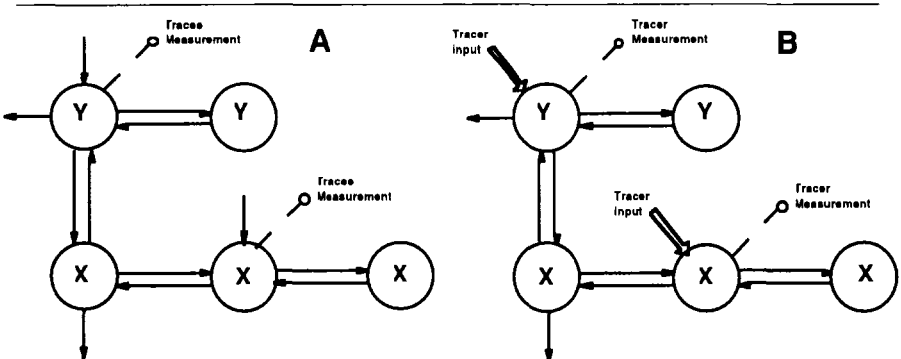 Tracee
Measurement
A
Tracer
input
Tracer
Measurement
B
Y
Y
Y
Y
Tracee
Measurement
Tracer
input
Tracer
Measurement
X
X
X
X
X
X